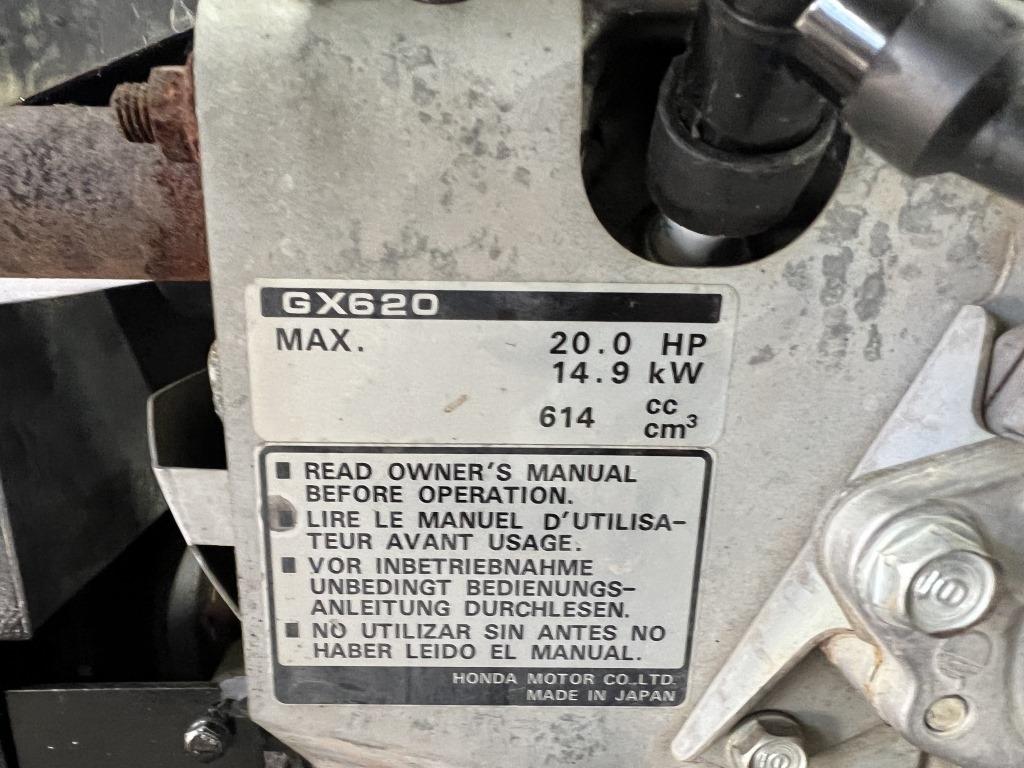 GX620
MAX. 20.0 HP
14.9 kW
614 cc
cm³
■ READ OWNER'S MANUAL
BEFORE OPERATION.
■ LIRE LE MANUEL D'UTILISA-
TEUR AVANT USAGE.
■ VOR INBETRIEBNAHME
UNBEDINGT BEDIENUNGS-
ANLEITUNG DURCHLESEN.
■ NO UTILIZAR SIN ANTES NO
HABER LEIDO EL MANUAL.
HONDA MOTOR CO.,LTD.
MADE IN JAPAN